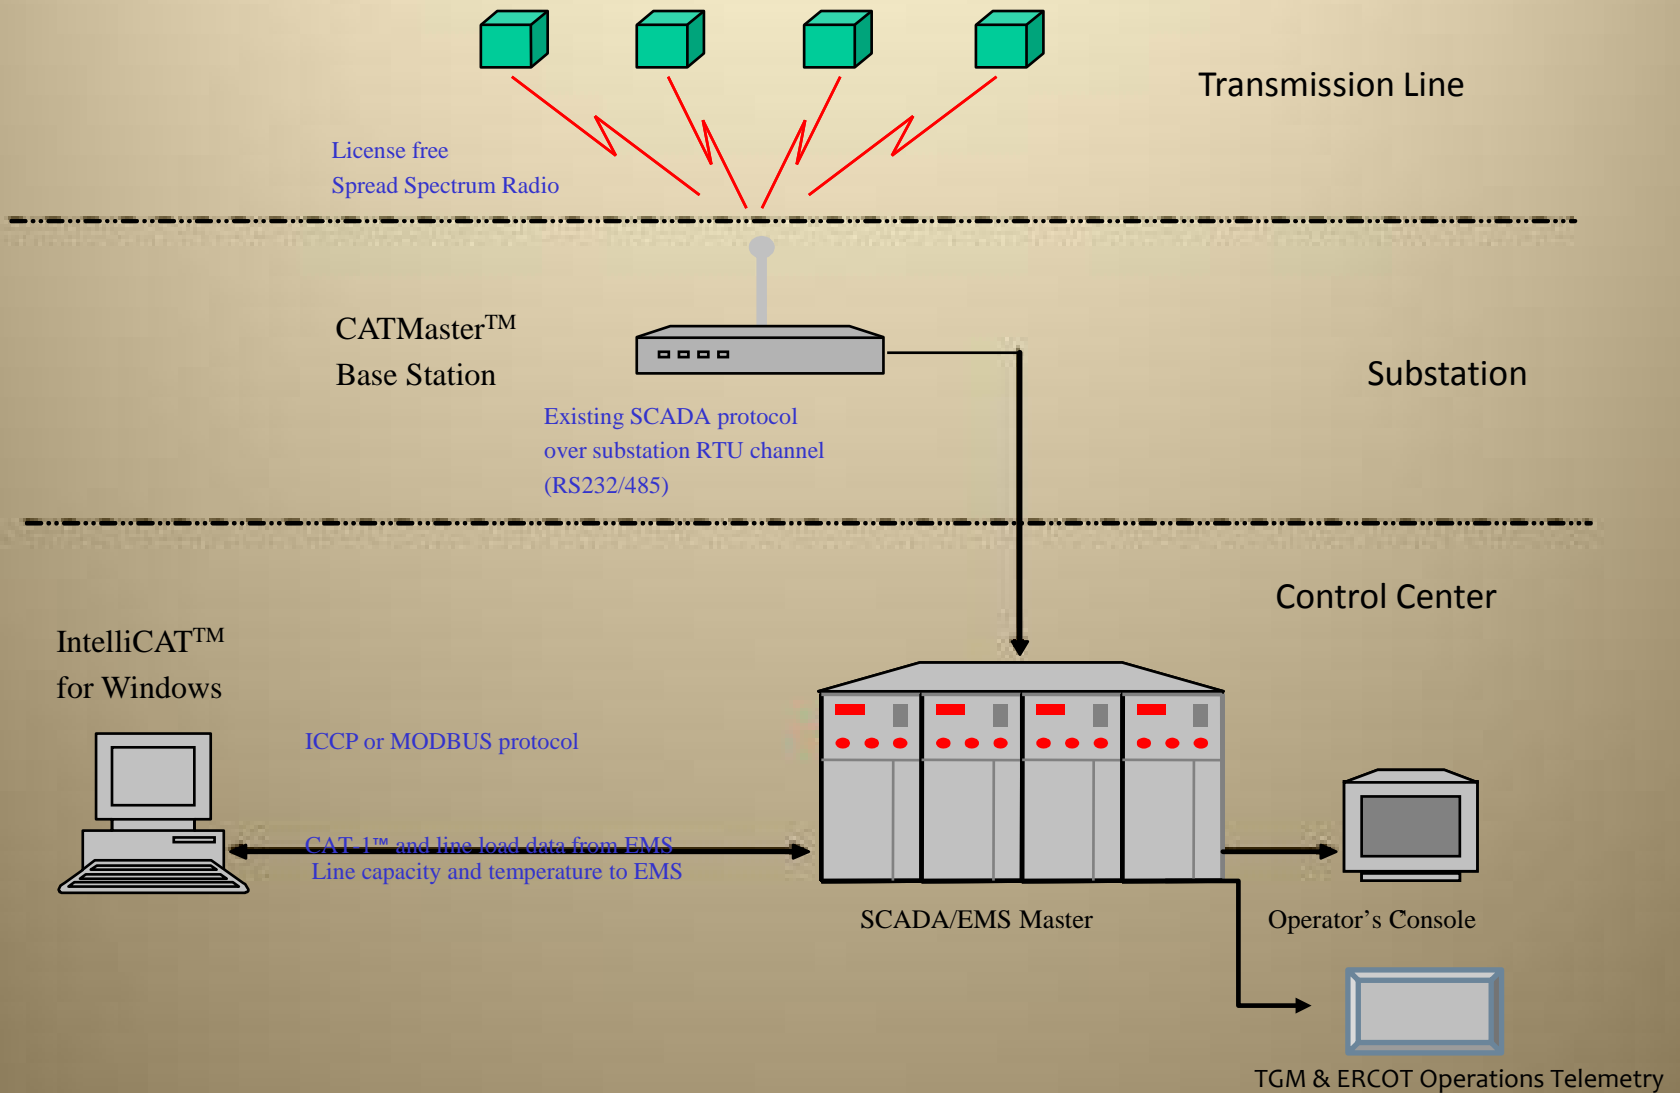 Transmission Line
License free
Spread Spectrum Radio
CATMaster™
Base Station
Substation
Existing SCADA protocol
over substation RTU channel
(RS232/485)
Control Center
IntelliCAT™
for Windows
ICCP or MODBUS protocol
CAT-1™ and line load data from EMS
Line capacity and temperature to EMS
SCADA/EMS Master
Operator’s Console
TGM & ERCOT Operations Telemetry